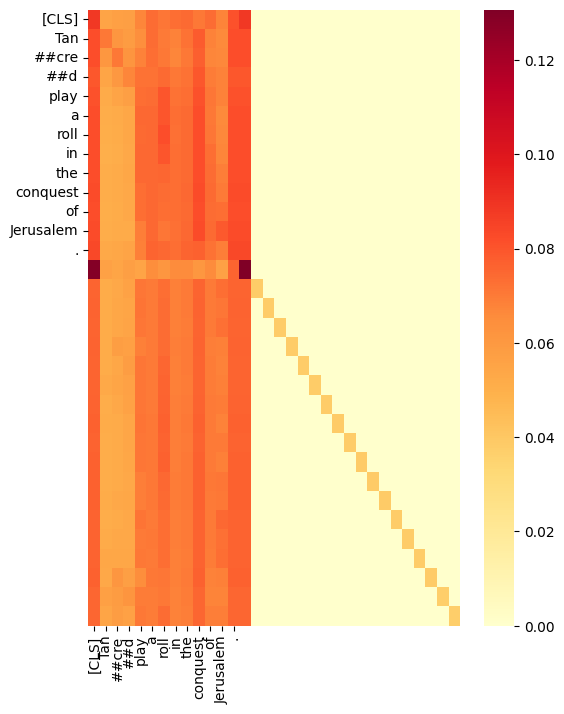 [CLS]
Tan
##cre
##d
play
a
roll
in
the
conquest
of
Jerusalem
.
[CLS]
Tan
##cre
##d
play
a
roll
in
the
conquest
of
Jerusalem
.
0.12
0.10
0.08
0.06
0.04
0.02
0.00